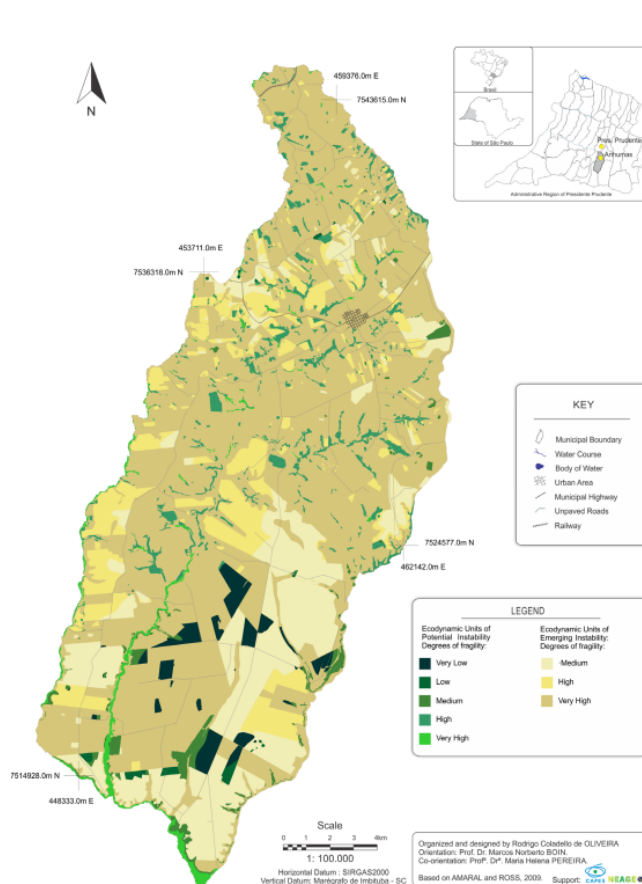 N
459376.0m E
7543615.0m N
453711.0m E
7536318.0m N
7524577.0m N
462142.0m E
7514928.0m N
448333.0m E
Brasil
State of São Paulo
Pres. Prudente
Anhumas
Administrative Region of Presidente Prudente
KEY
Municipal Boundary
Water Course
Body of Water
Urban Area
Municipal Highway
Unpaved Roads
Railway
LEGEND
Ecodynamic Units of
Potential Instability
Degrees of fragility:
Very Low
Low
Medium
High
Very High
Ecodynamic Units of
Emerging Instability:
Degrees of fragility:
Medium
High
Very High
Scale
0 1 2 3 4km
1: 100.000
Horizontal Datum : SIRGAS2000
Vertical Datum: Marégrafo de Imbituba - SC
Organized and designed by Rodrigo Coladello de OLIVEIRA
Orientation: Prof. Dr. Marcos Norberto BOIN.
Co-orientation: Profª. Drª. Maria Helena PEREIRA.
Based on AMARAL and ROSS, 2009. Support: CAPES NEAGE